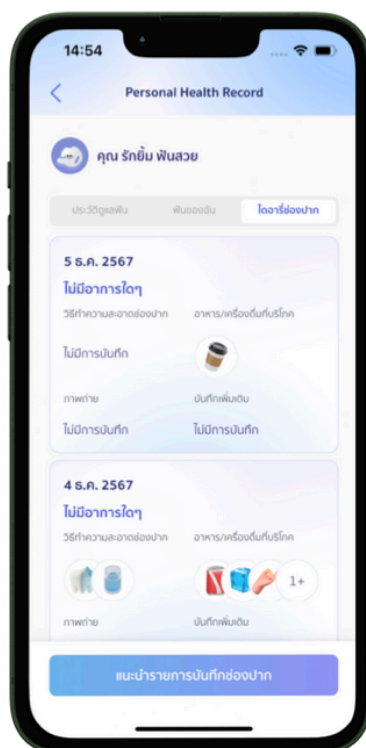 14:54
Personal Health Record
คุณ รักยิ้ม ฟันสวย
ประวัติดูแลฟัน ฟันของฉัน ไดอารี่ช่องปาก
5 ธ.ค. 2567
ไม่มีอาการใดๆ
วิธีทำความสะอาดช่องปาก อาหาร/เครื่องดื่มที่บริโภค
ไม่มีการบันทึก
ภาพถ่าย บันทึกเพิ่มเติม
ไม่มีการบันทึก ไม่มีการบันทึก
4 ธ.ค. 2567
ไม่มีอาการใดๆ
วิธีทำความสะอาดช่องปาก อาหาร/เครื่องดื่มที่บริโภค
1+
ภาพถ่าย บันทึกเพิ่มเติม
แนะนำรายการบันทึกช่องปาก